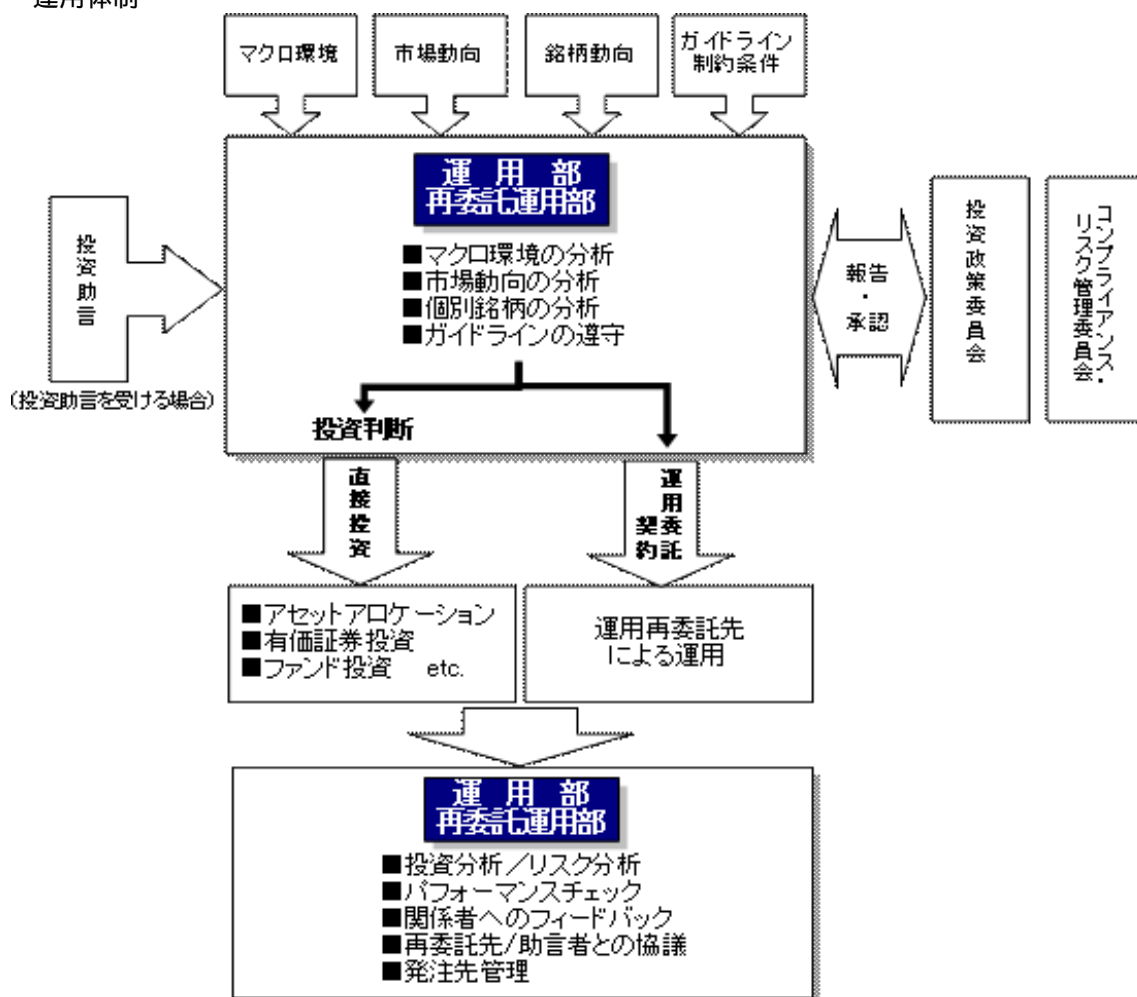 運用体制
マクロ環境
市場動向
銘柄動向
ガイドライン
制約条件
運用部
再委託運用部
■マクロ環境の分析
■市場動向の分析
■個別銘柄の分析
■ガイドラインの遵守
投資助言
(投資助言を受ける場合)
報告
・
承認
投資政策委員会
コンプライアンス・
リスク管理委員会
投資判断
直接投資
運用委託
契約
■アセットアロケーション
■有価証券投資
■ファンド投資 etc.
運用再委託先
による運用
運用部
再委託運用部
■投資分析／リスク分析
■パフォーマンスチェック
■関係者へのフィードバック
■再委託先/助言者との協議
■発注先管理